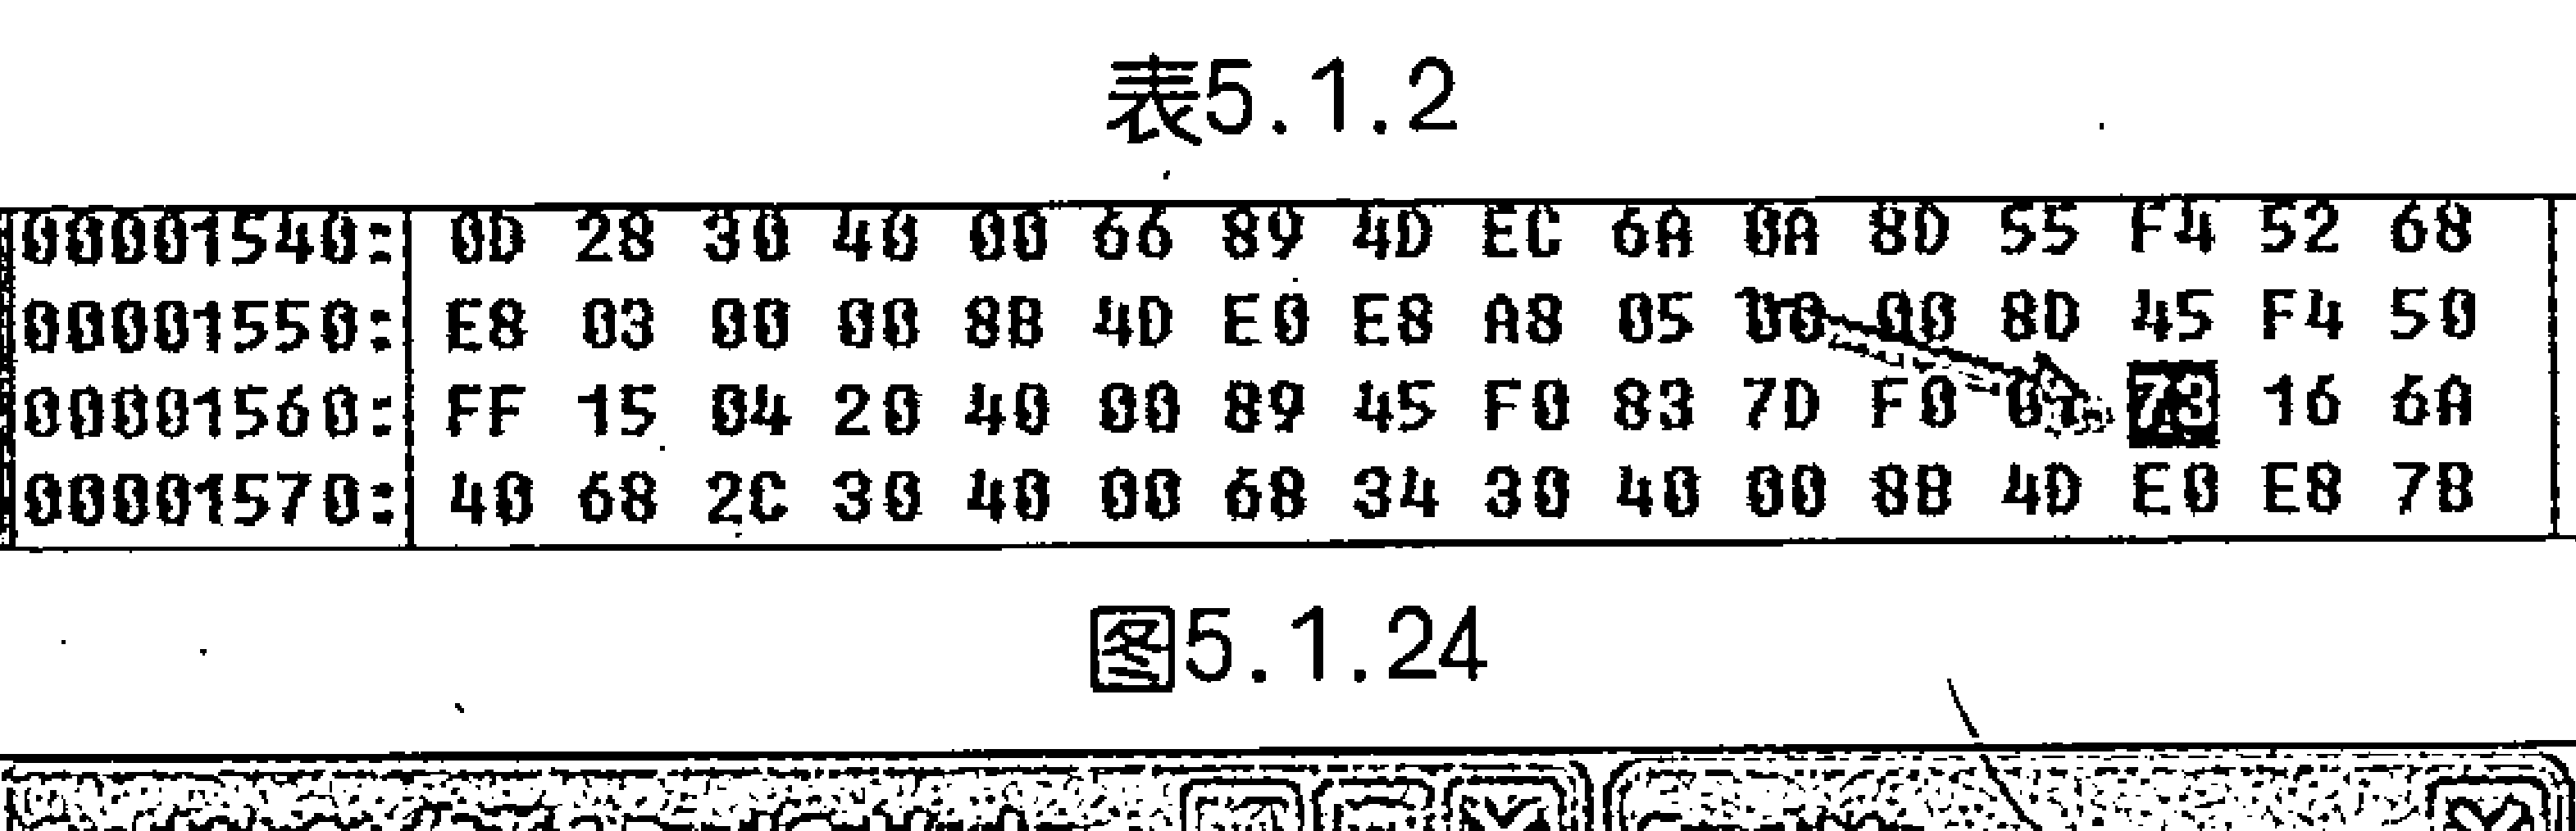 表5.1.2
00001540: 0D 28 30 40 00 66 89 4D EC 6A 0A 8D 55 F4 52 68
00001550: E8 03 00 00 8B 4D E0 E8 A8 05 00 00 8D 45 F4 50
00001560: FF 15 04 20 40 00 89 45 F0 83 7D F0 73 16 6A
00001570: 40 68 2C 30 40 00 68 34 30 40 00 8B 4D E0 E8 7B
图5.1.24